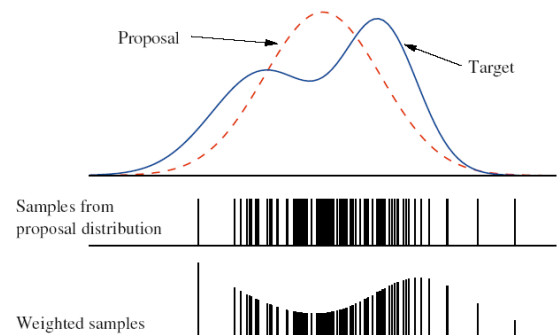 Proposal
Target
Samples from
proposal distribution
Weighted samples